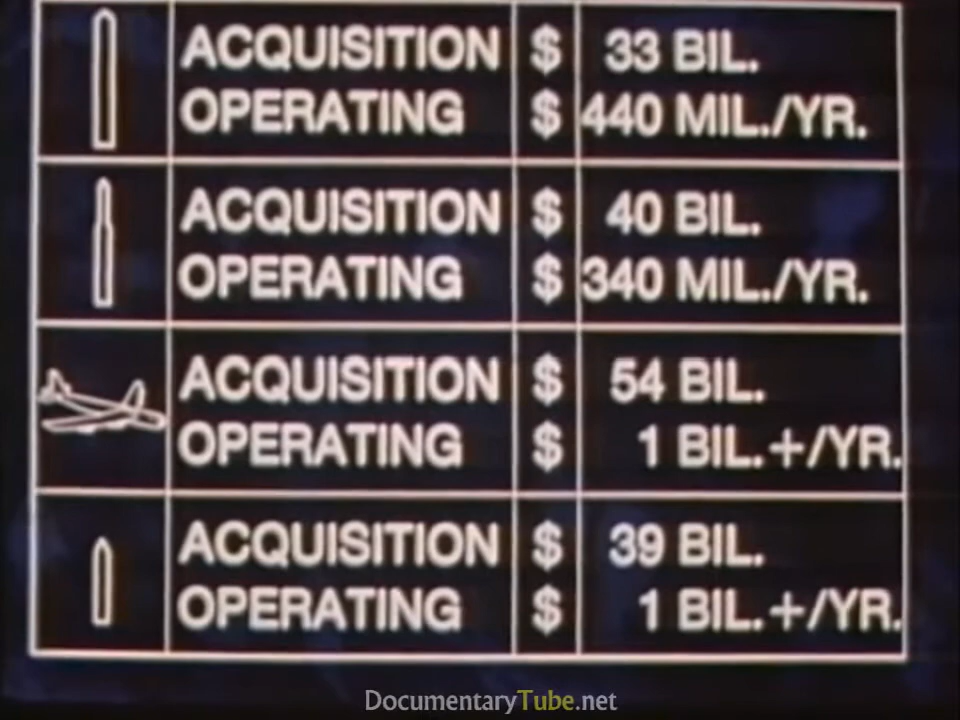 ACQUISITION $ 33 BIL.
OPERATING $ 440 MIL./YR.
ACQUISITION $ 40 BIL.
OPERATING $ 340 MIL./YR.
ACQUISITION $ 54 BIL.
OPERATING $ 1 BIL.+/YR.
ACQUISITION $ 39 BIL.
OPERATING $ 1 BIL.+/YR.
DocumentaryTube.net